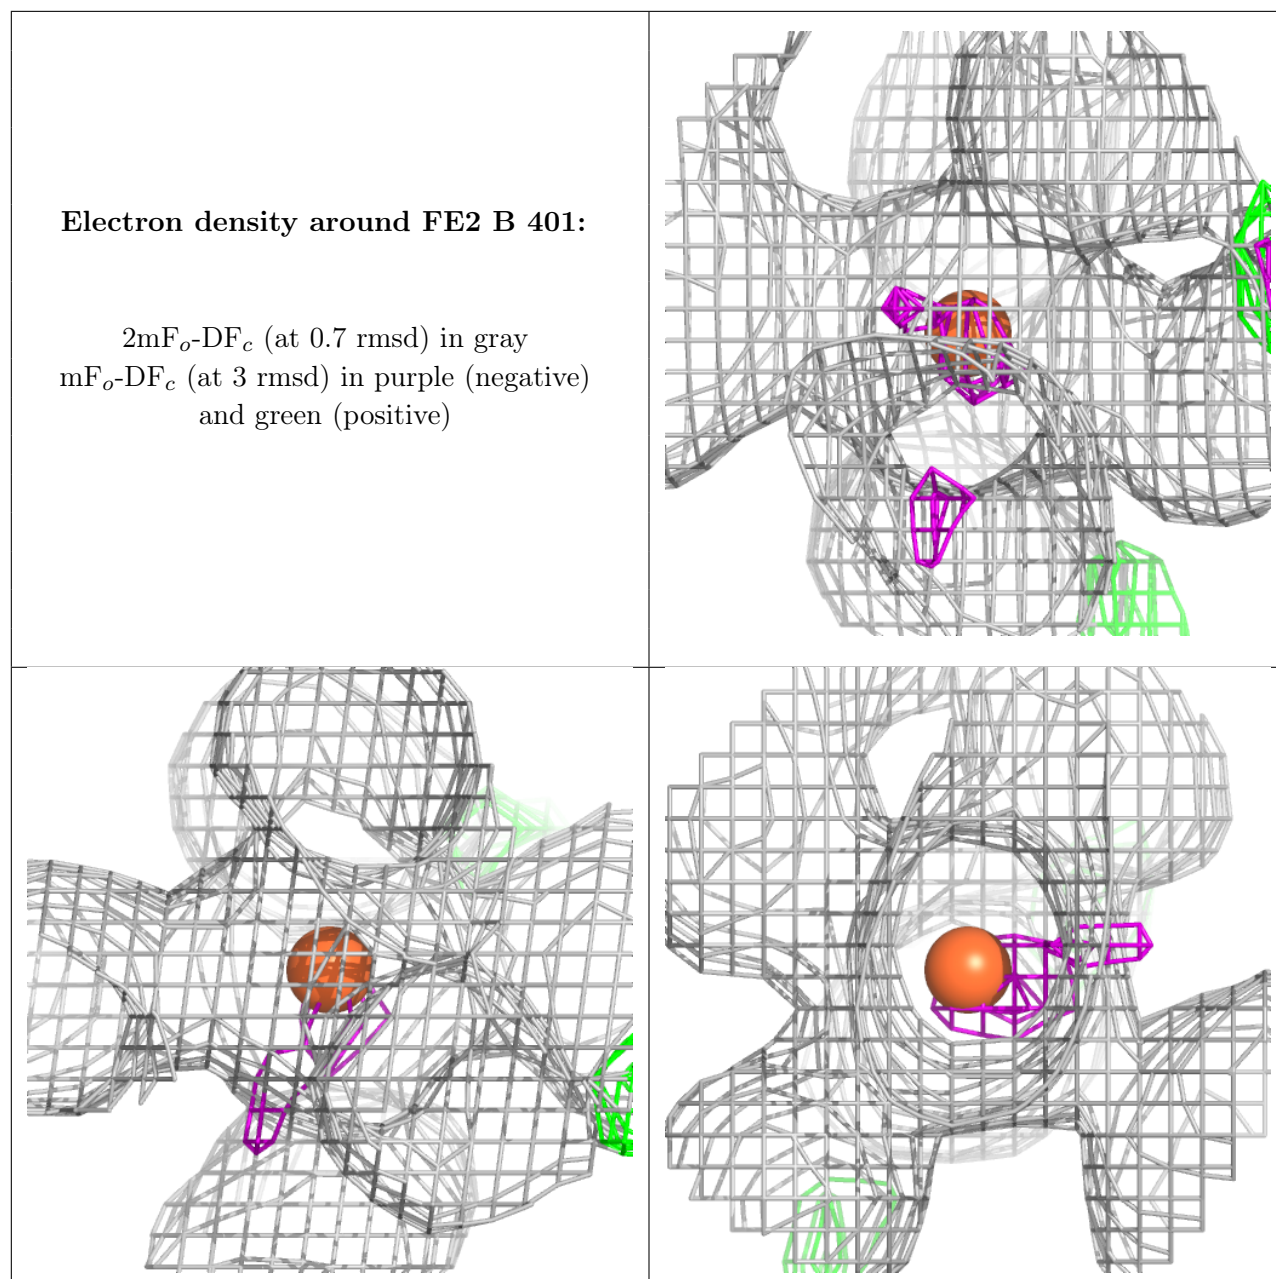 Electron density around FE2 B 401:
2mFo-DFc (at 0.7 rmsd) in gray
mFo-DFc (at 3 rmsd) in purple (negative)
and green (positive)